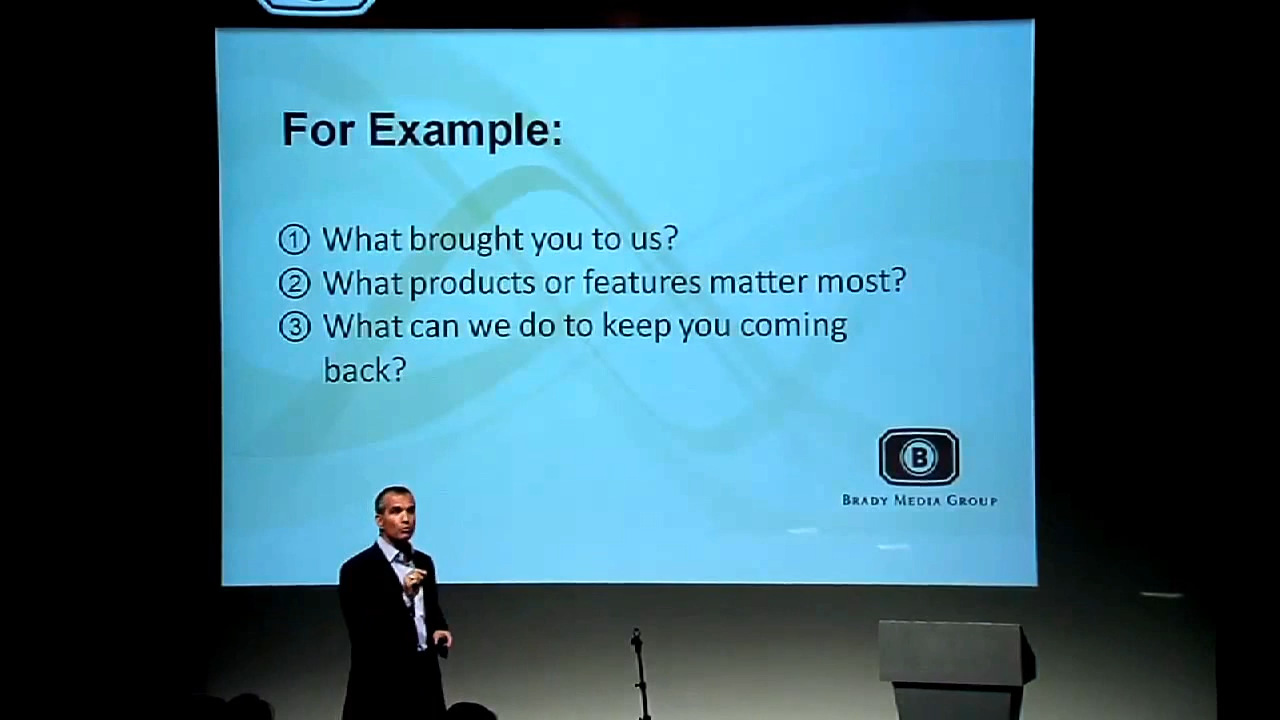 For Example:
① What brought you to us?
② What products or features matter most?
③ What can we do to keep you coming
back?
B
BRADY MEDIA GROUP